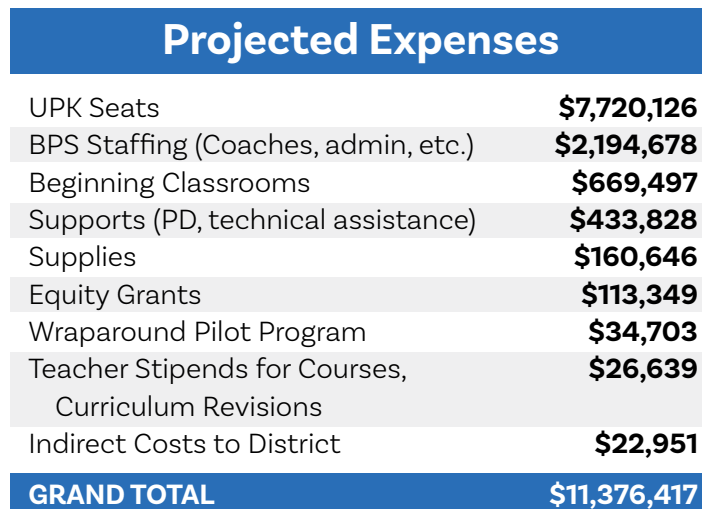 Projected Expenses
UPK Seats $7,720,126
BPS Staffing (Coaches, admin, etc.) $2,194,678
Beginning Classrooms $669,497
Supports (PD, technical assistance) $433,828
Supplies $160,646
Equity Grants $113,349
Wraparound Pilot Program $34,703
Teacher Stipends for Courses, $26,639
Curriculum Revisions
Indirect Costs to District $22,951
GRAND TOTAL $11,376,417